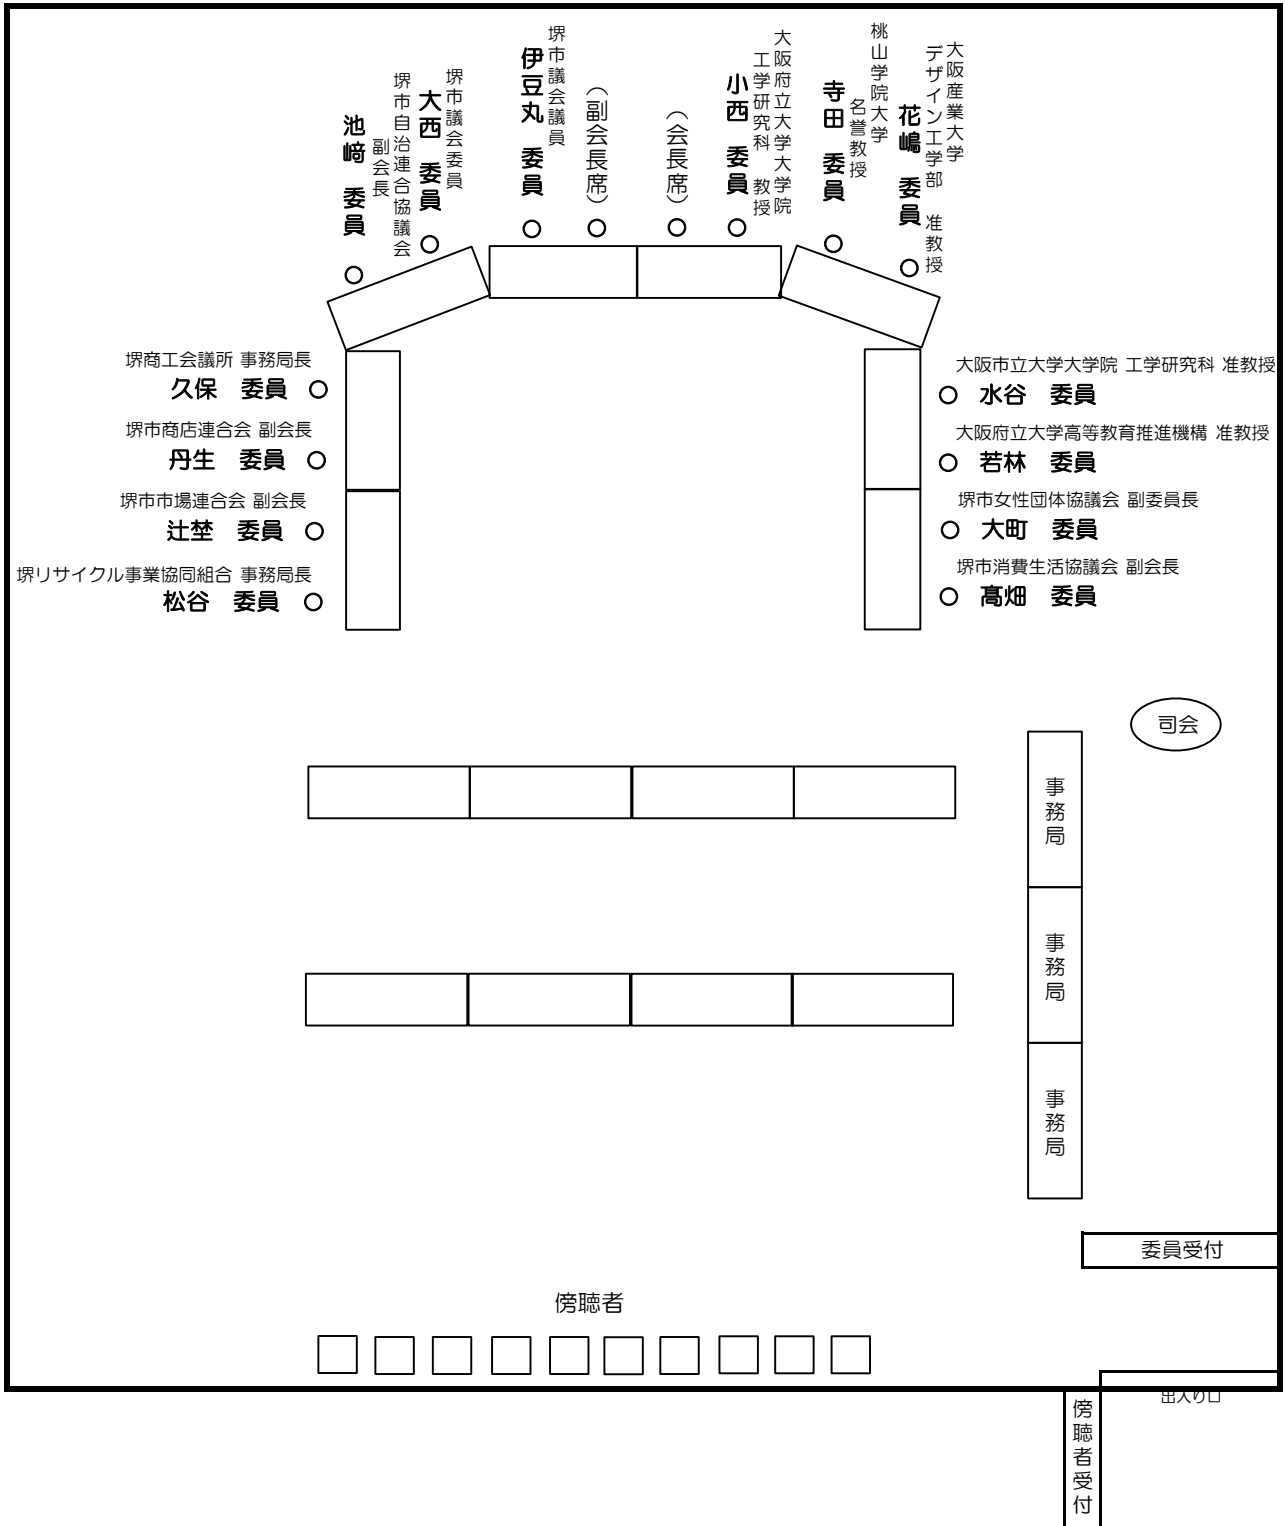 堺市自治連合協議会
副会長
池﨑 委員
堺市議会委員
大西 委員
堺市議会議員
伊豆丸 委員
（副会長席）
（会長席）
大阪府立大学大学院
工学研究科 教授
小西 委員
桃山学院大学
名誉教授
寺田 委員
大阪産業大学
デザイン工学部 准教授
花嶋 委員
堺商工会議所 事務局長
久保 委員
堺市商店連合会 副会長
丹生 委員
堺市市場連合会 副会長
辻埜 委員
堺リサイクル事業協同組合 事務局長
松谷 委員
大阪市立大学大学院 工学研究科 准教授
水谷 委員
大阪府立大学高等教育推進機構 准教授
若林 委員
堺市女性団体協議会 副委員長
大町 委員
堺市消費生活協議会 副会長
髙畑 委員
司会
事務局
事務局
事務局
委員受付
傍聴者
出入り口
傍聴者受付